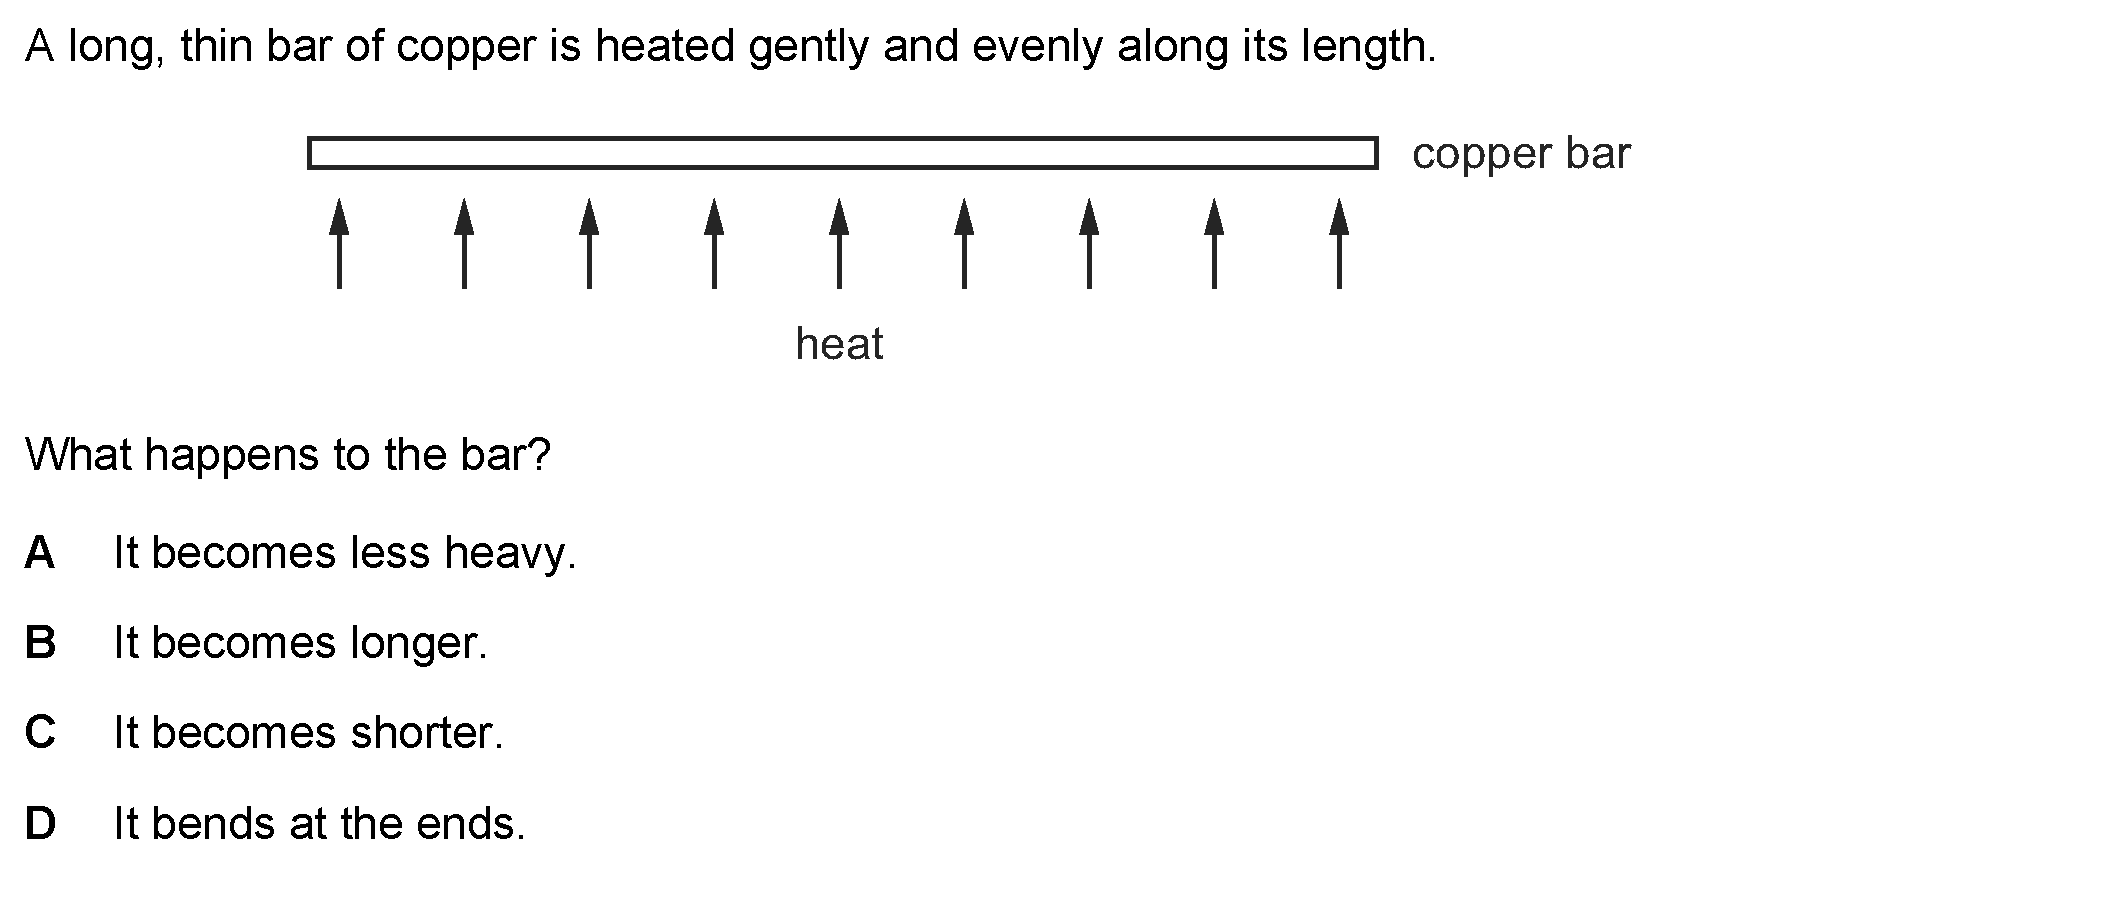 A long, thin bar of copper is heated gently and evenly along its length.
copper bar
heat
What happens to the bar?
A It becomes less heavy.
B It becomes longer.
C It becomes shorter.
D It bends at the ends.